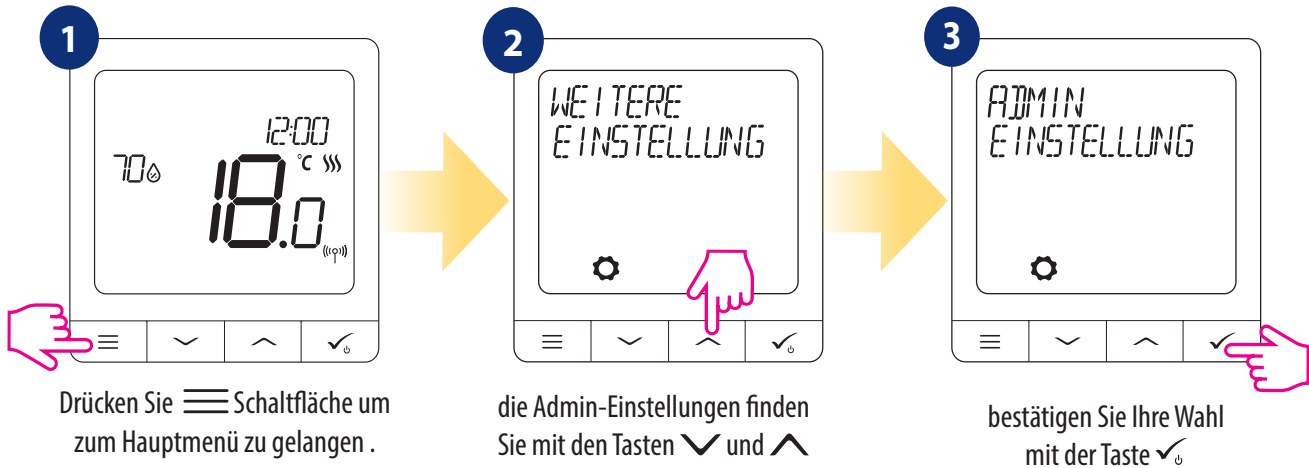 1
12:00
70 °C
18.0
Drücken Sie Schaltfläche um
zum Hauptmenü zu gelangen .
2
WEITERE
EINSTELLUNG
die Admin-Einstellungen finden
Sie mit den Tasten und
3
ADMIN
EINSTELLUNG
bestätigen Sie Ihre Wahl
mit der Taste